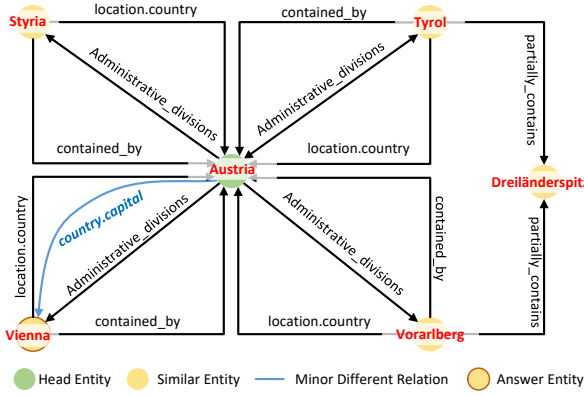 location.country
contained_by
Styria
Tyrol
Administrative_divisions
Administrative_divisions
partially_contains
contained_by
location.country
Austria
Dreiländerspitz
country.capital
location.country
Administrative_divisions
Administrative_divisions
contained_by
partially_contains
contained_by
location.country
Vienna
Vorarlberg
Head Entity
Similar Entity
Minor Different Relation
Answer Entity